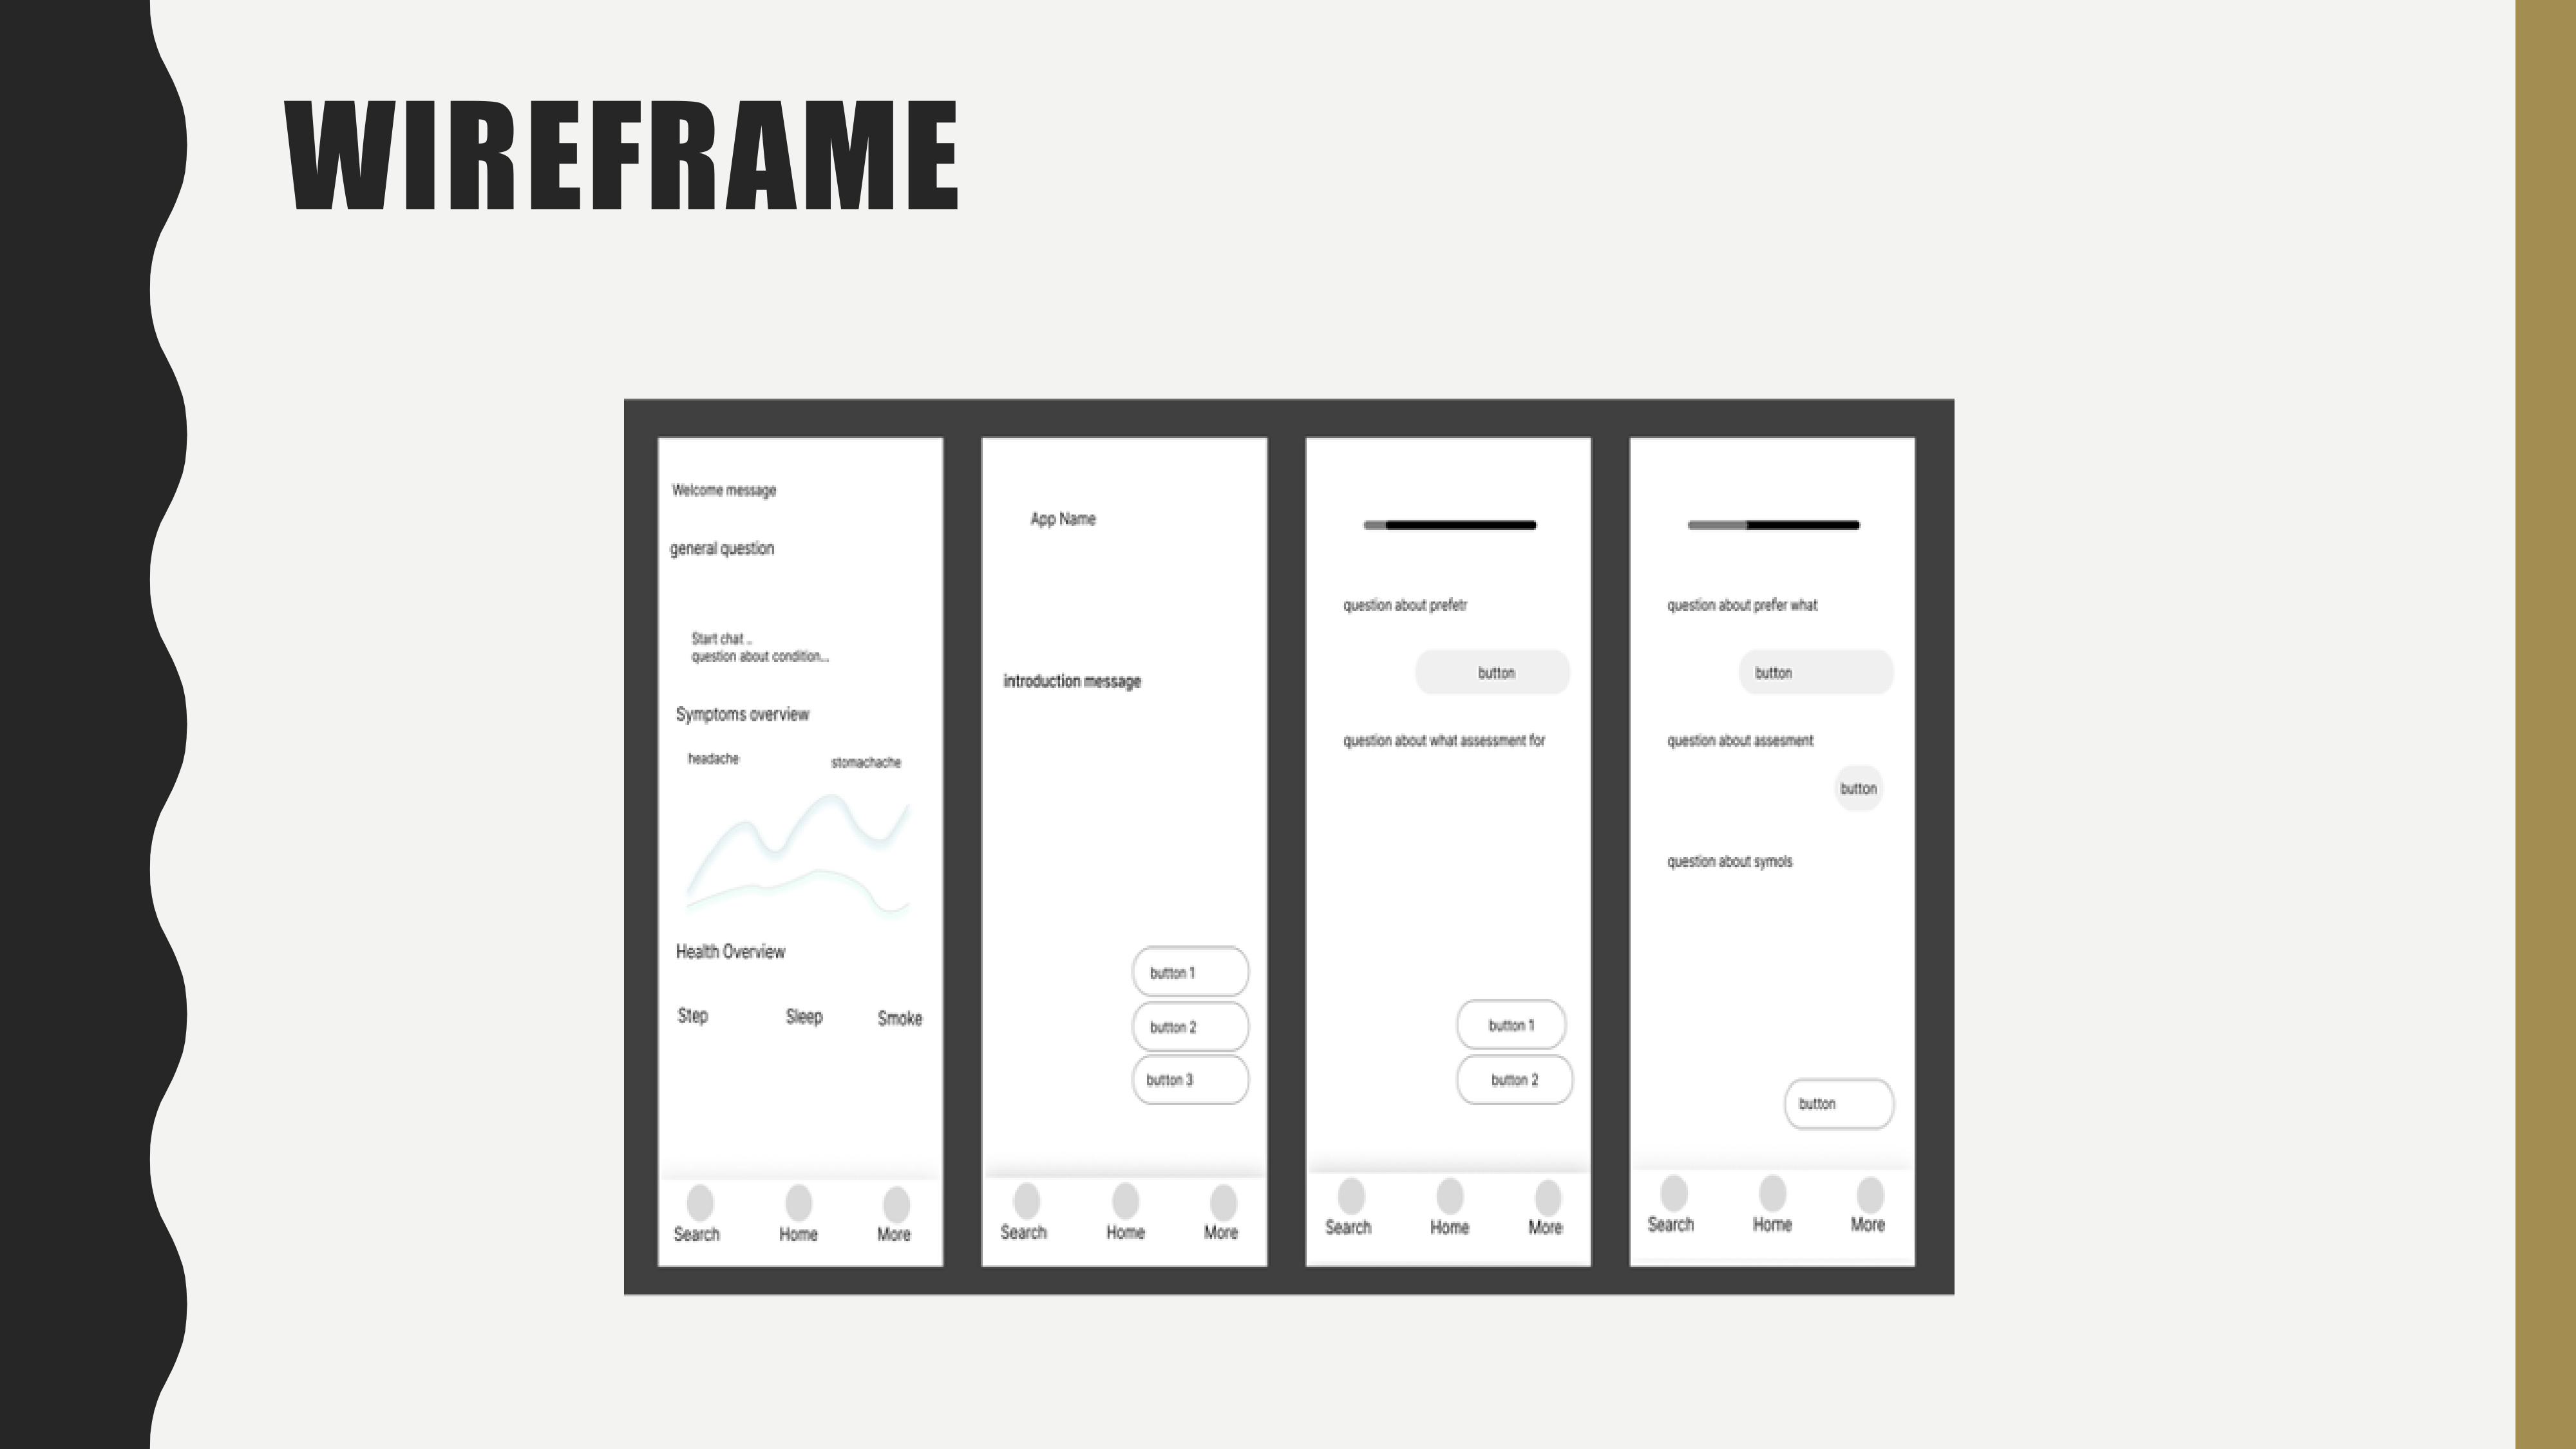 WIREFRAME
Welcome message
general question
Start chat ..
question about condition...
Symptoms overview
headache
stomachache
Health Overview
Step Sleep Smoke
Search Home More
App Name
introduction message
button 1
button 2
button 3
Search Home More
question about prefetr
button
question about what assessment for
button 1
button 2
Search Home More
question about prefer what
button
question about assesment
button
question about symols
button
Search Home More